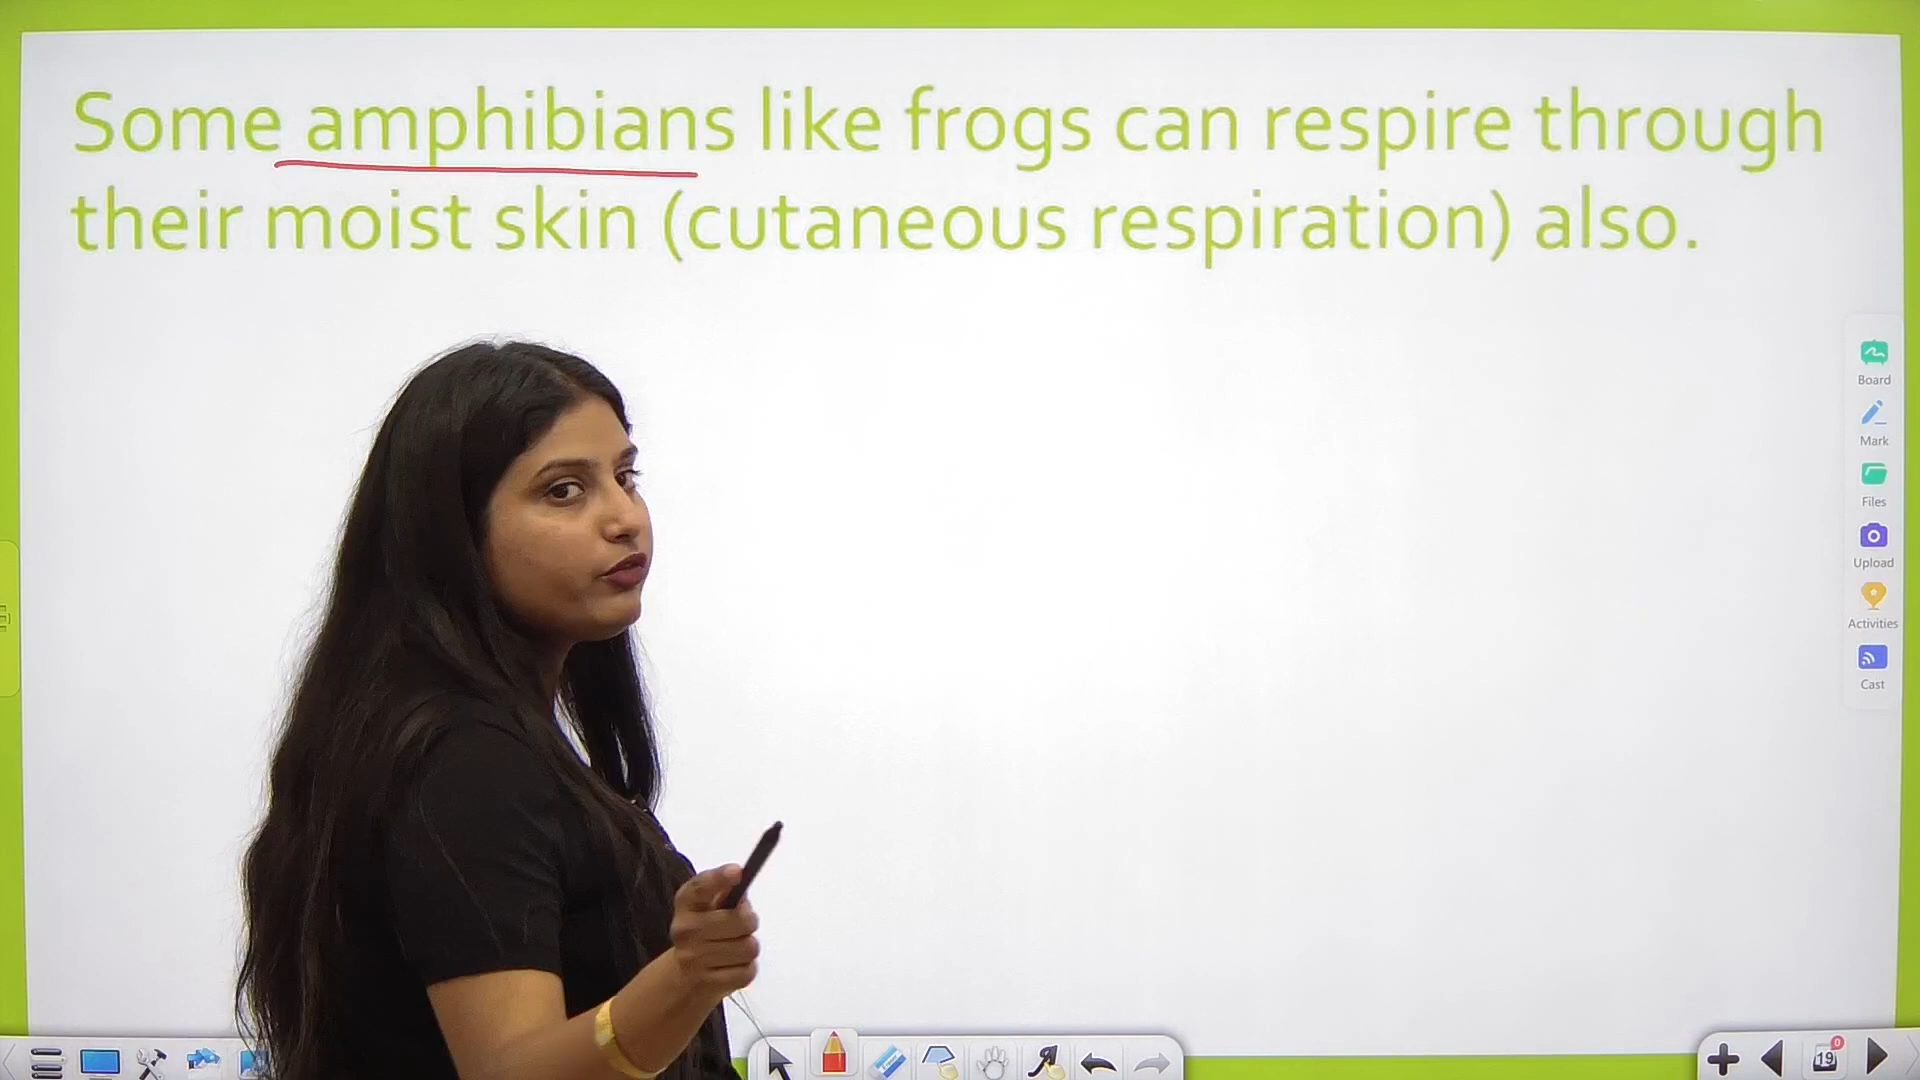 Some amphibians like frogs can respire through
their moist skin (cutaneous respiration) also.
Board
Mark
Files
Upload
Activities
Cast
0
19